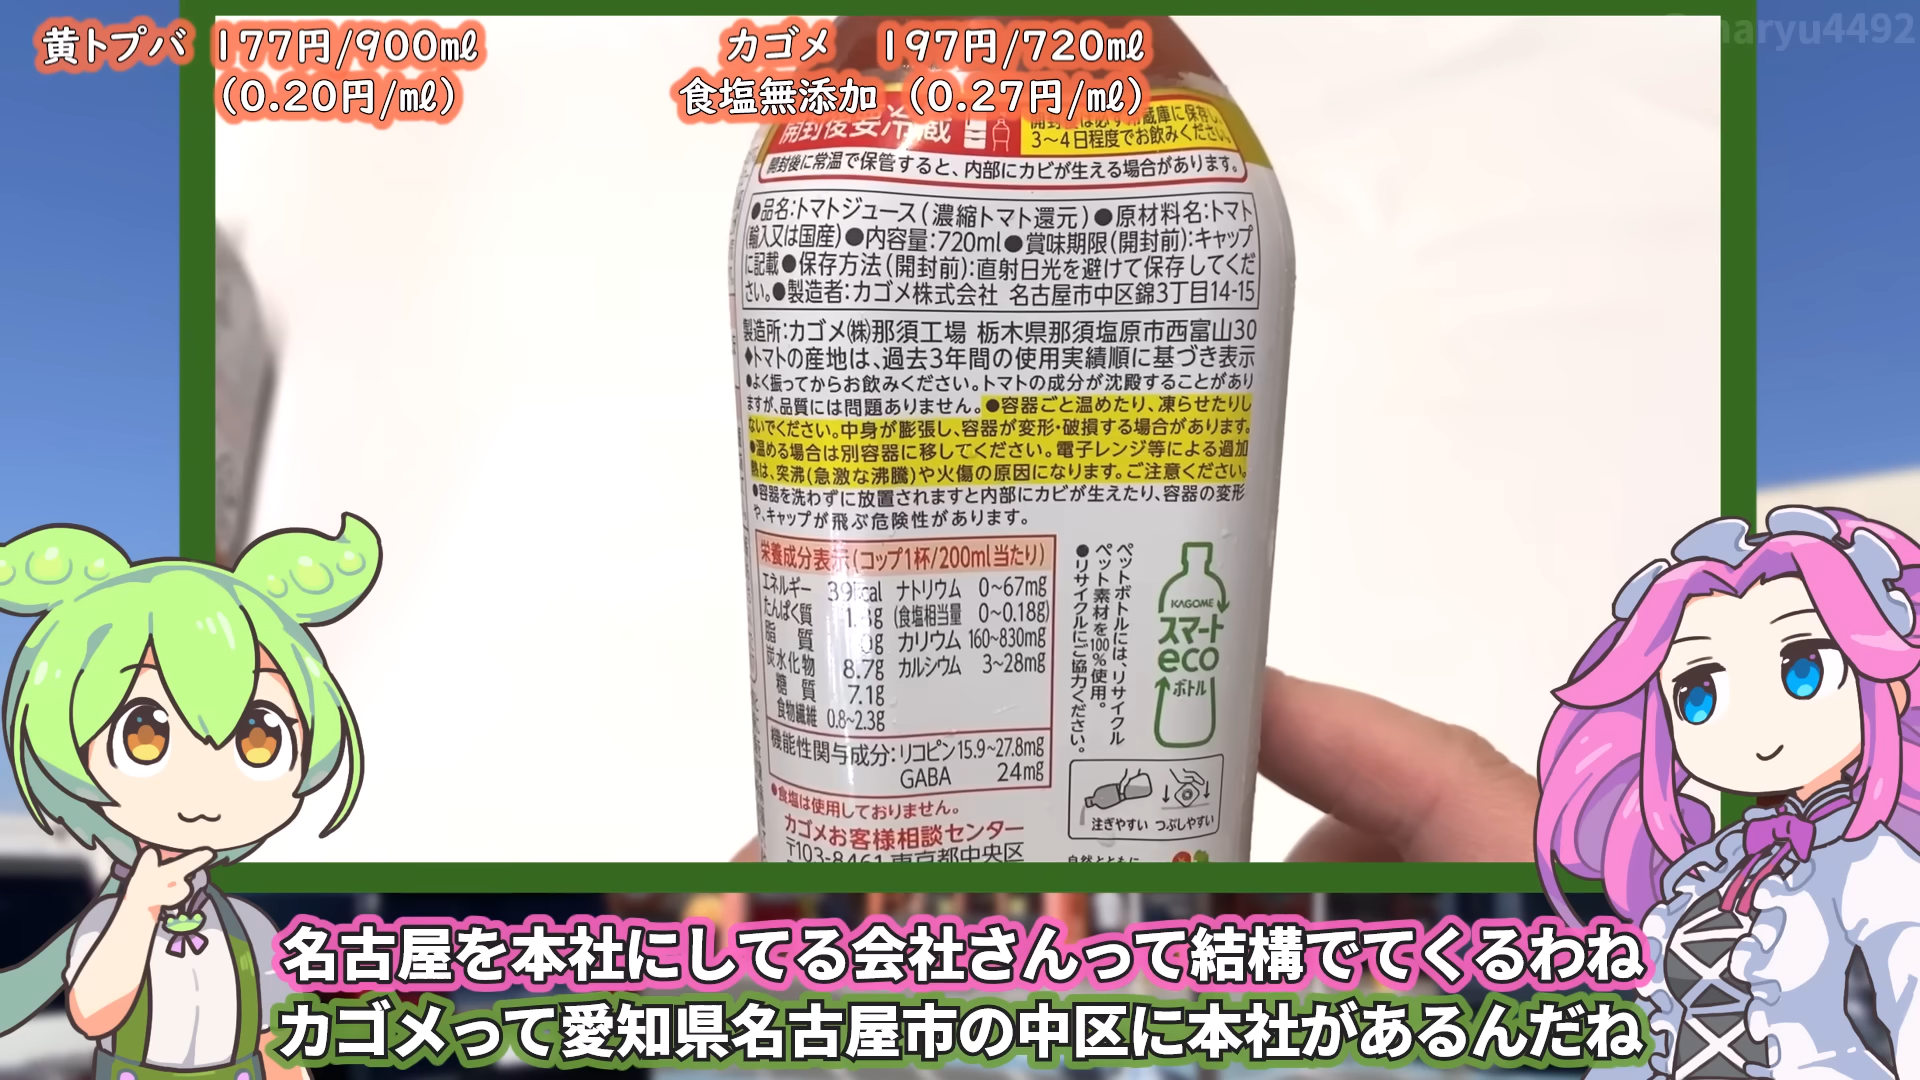 黄トプバ 177円/900㎖
（0.20円/㎖）
カゴメ 197円/720㎖
食塩無添加（0.27円/㎖）
aryu4492
開封後要冷蔵
3～4日程度でお飲みください。
開封後に常温で保管すると、内部にカビが生える場合があります。
●品名:トマトジュース(濃縮トマト還元)●原材料名:トマト
(輸入又は国産)●内容量:720ml●賞味期限(開封前):キャップ
に記載●保存方法(開封前):直射日光を避けて保存してくだ
さい。●製造者:カゴメ株式会社 名古屋市中区錦3丁目14-15
製造所:カゴメ㈱那須工場 栃木県那須塩原市西富山30
◆トマトの産地は、過去3年間の使用実績順に基づき表示
●よく振ってからお飲みください。トマトの成分が沈殿することがあり
ますが、品質には問題ありません。●容器ごと温めたり、凍らせたりし
ないでください。中身が膨張し、容器が変形・破損する場合があります。
●温める場合は別容器に移してください。電子レンジ等による過加
熱は、突沸(急激な沸騰)や火傷の原因になります。ご注意ください。
●容器を洗わずに放置されますと内部にカビが生えたり、容器の変形
や、キャップが飛ぶ危険性があります。
栄養成分表示(コップ1杯/200ml当たり)
エネルギー 39kcal ナトリウム 0～67mg
たんぱく質 (食塩相当量 0～0.18g)
脂質 0g カリウム 160~830mg
炭水化物 8.7g カルシウム 3～28mg
糖質 7.1g
食物繊維 0.8~2.3g
機能性関与成分:リコピン15.9~27.8mg
GABA 24mg
●食塩は使用しておりません。
カゴメお客様相談センター
〒103-8461 東京都中央区
ペットボトルには、リサイクル
ペット素材を100%使用。
●リサイクルにご協力ください。
KAGOME
スマート
eco
ボトル
注ぎやすい つぶしやすい
自然とともに
名古屋を本社にしてる会社さんって結構でてくるわね
カゴメって愛知県名古屋市の中区に本社があるんだね